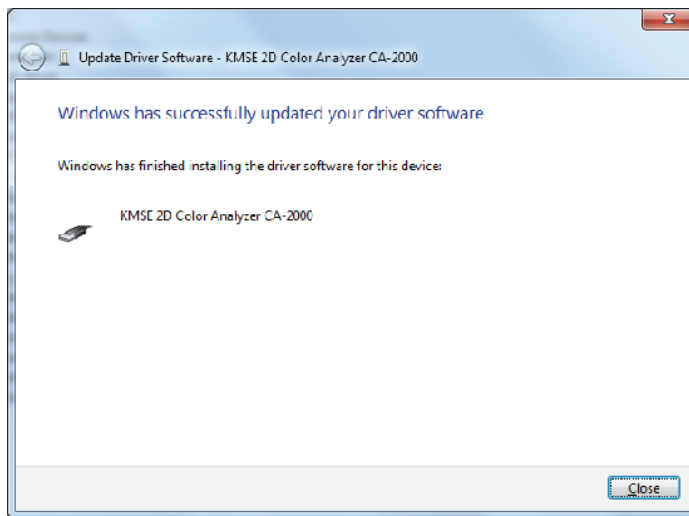 Update Driver Software - KMSE 2D Color Analyzer CA-2000
Windows has successfully updated your driver software
Windows has finished installing the driver software for this device:
KMSE 2D Color Analyzer CA-2000
Close